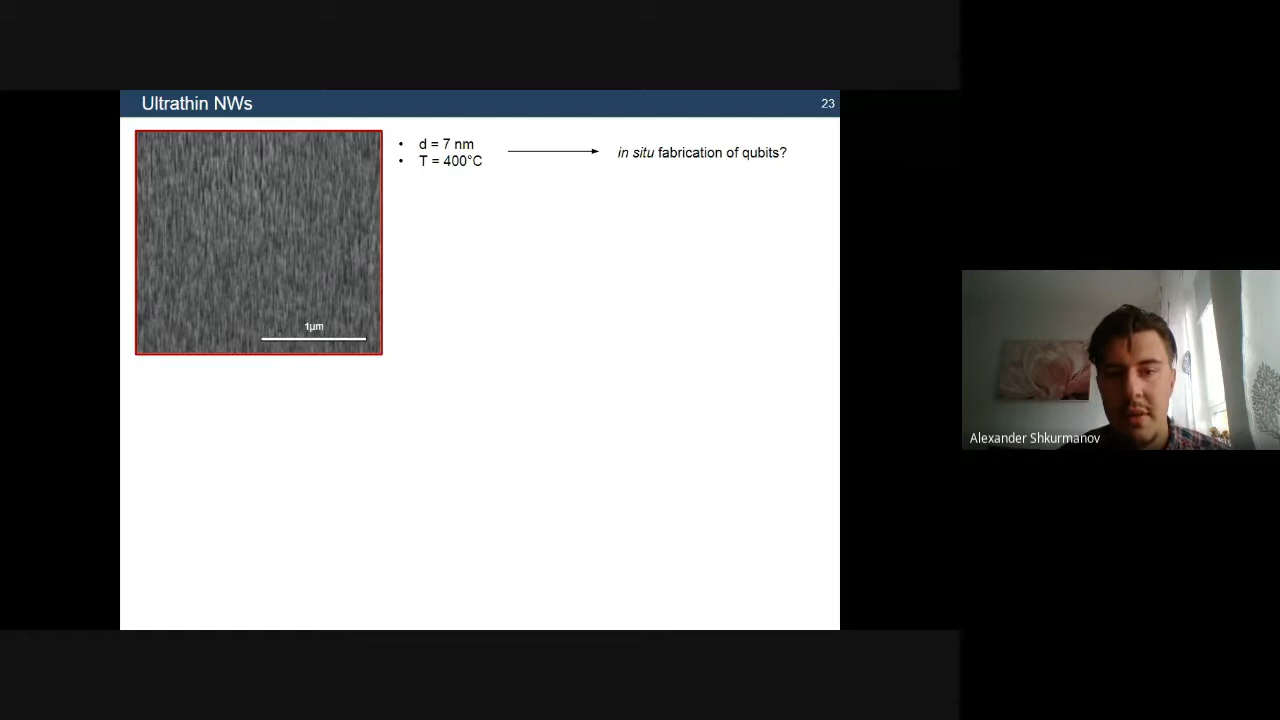 Ultrathin NWs
23
• d = 7 nm
• T = 400°C
in situ fabrication of qubits?
1µm
Alexander Shkurmanov